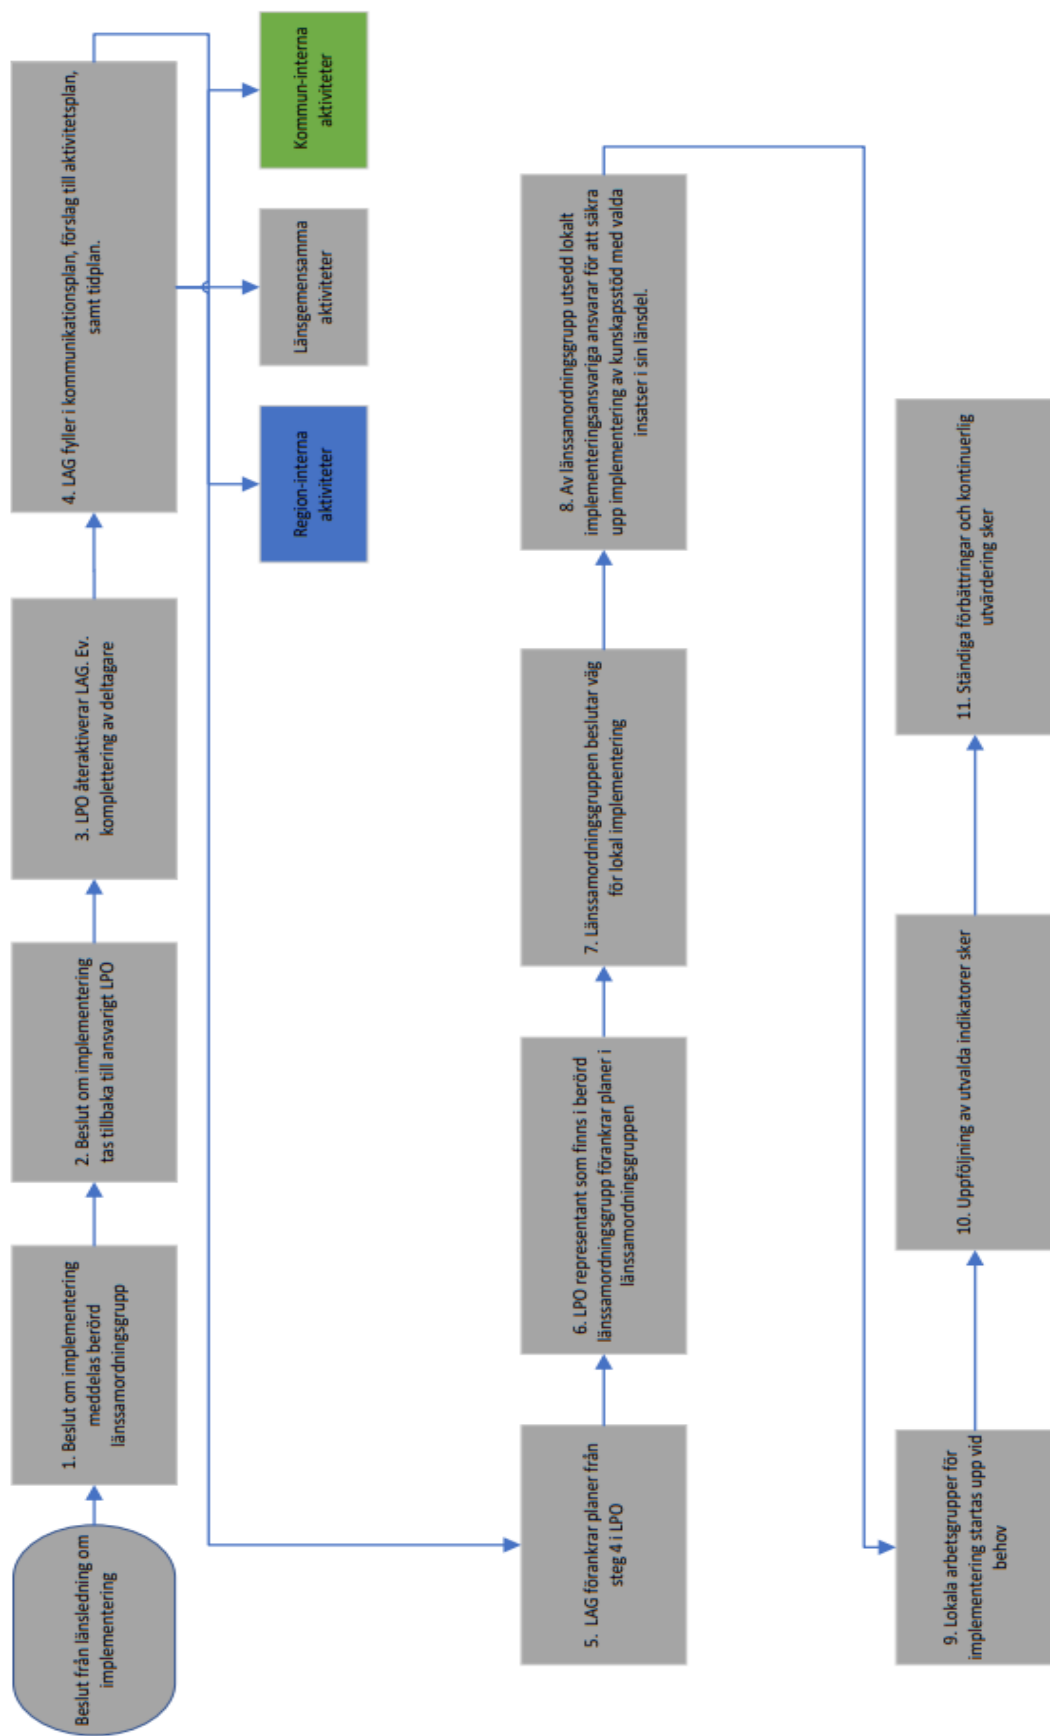 Beslut från länsledning om
implementering
1. Beslut om implementering
meddelas berörd
länssamordningsgrupp
2. Beslut om implementering
tas tillbaka till ansvarigt LPO
3. LPO återaktiverar LAG. Ev.
komplettering av deltagare
4. LAG fyller i kommunikationsplan, förslag till aktivitetsplan,
samt tidplan.
Region-interna
aktiviteter
Länsgemensamma
aktiviteter
Kommun-interna
aktiviteter
5. LAG förankrar planer från
steg 4 i LPO
6. LPO representant som finns i berörd
länssamordningsgrupp förankrar planer i
länssamordningsgruppen
7. Länssamordningsgruppen beslutar väg
för lokal implementering
8. Av länssamordningsgrupp utsedd lokalt
implementeringsansvariga ansvarar för att säkra
upp implementering av kunskapsstöd med valda
insatser i sin länsdel.
9. Lokala arbetsgrupper för
implementering startas upp vid
behov
10. Uppföljning av utvalda indikatorer sker
11. Ständiga förbättringar och kontinuerlig
utvärdering sker